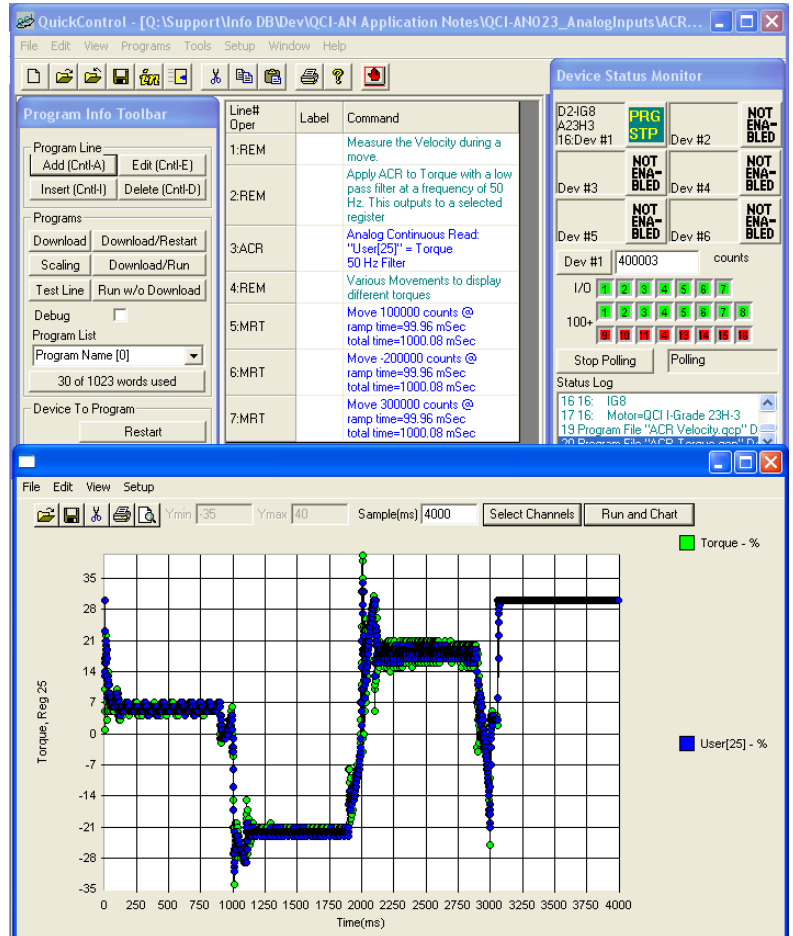 QuickControl - [Q:\Support\Info DB\Dev\QCI-AN Application Notes\QCI-AN023_AnalogInputs\ACR...
File Edit View Programs Tools Setup Window Help
Program Info Toolbar
Program Line
Add (Cntl-A) Edit (Cntl-E)
Insert (Cntl-I) Delete (Cntl-D)
Programs
Download Download/Restart
Scaling Download/Run
Test Line Run w/o Download
Debug
Program List
Program Name [0]
30 of 1023 words used
Device To Program
Restart
Line#
Oper Label Command
1:REM Measure the Velocity during a
move.
2:REM Apply ACR to Torque with a low
pass filter at a frequency of 50
Hz. This outputs to a selected
register
3:ACR Analog Continuous Read:
"User[25]" = Torque
50 Hz Filter
4:REM Various Movements to display
different torques
5:MRT Move 100000 counts @
ramp time=99.96 mSec
total time=1000.08 mSec
6:MRT Move -200000 counts @
ramp time=99.96 mSec
total time=1000.08 mSec
7:MRT Move 300000 counts @
ramp time=99.96 mSec
total time=1000.08 mSec
Device Status Monitor
D2-IG8
A23H3
16:Dev #1
PRG
STP
Dev #2
NOT
ENA-
BLED
Dev #3
NOT
ENA-
BLED
Dev #4
NOT
ENA-
BLED
Dev #5
NOT
ENA-
BLED
Dev #6
NOT
ENA-
BLED
Dev #1 400003 counts
I/O 1 2 3 4 5 6 7
100+ 1 2 3 4 5 6 7 8
9 10 11 4 13 14 15 16
Stop Polling Polling
Status Log
16 16: IG8
17 16: Motor=QCI I-Grade 23H-3
19 Program File "ACR Velocity.qcp" D
20 Program File "ACR Torque.qcp" D
File Edit View Setup
Ymin -35 Ymax 40 Sample(ms) 4000 Select Channels Run and Chart
Torque - %
User[25] - %
Torque, Reg 25
35
28
21
14
7
0
-7
-14
-21
-28
-35
0 250 500 750 1000 1250 1500 1750 2000 2250 2500 2750 3000 3250 3500 3750 4000
Time(ms)